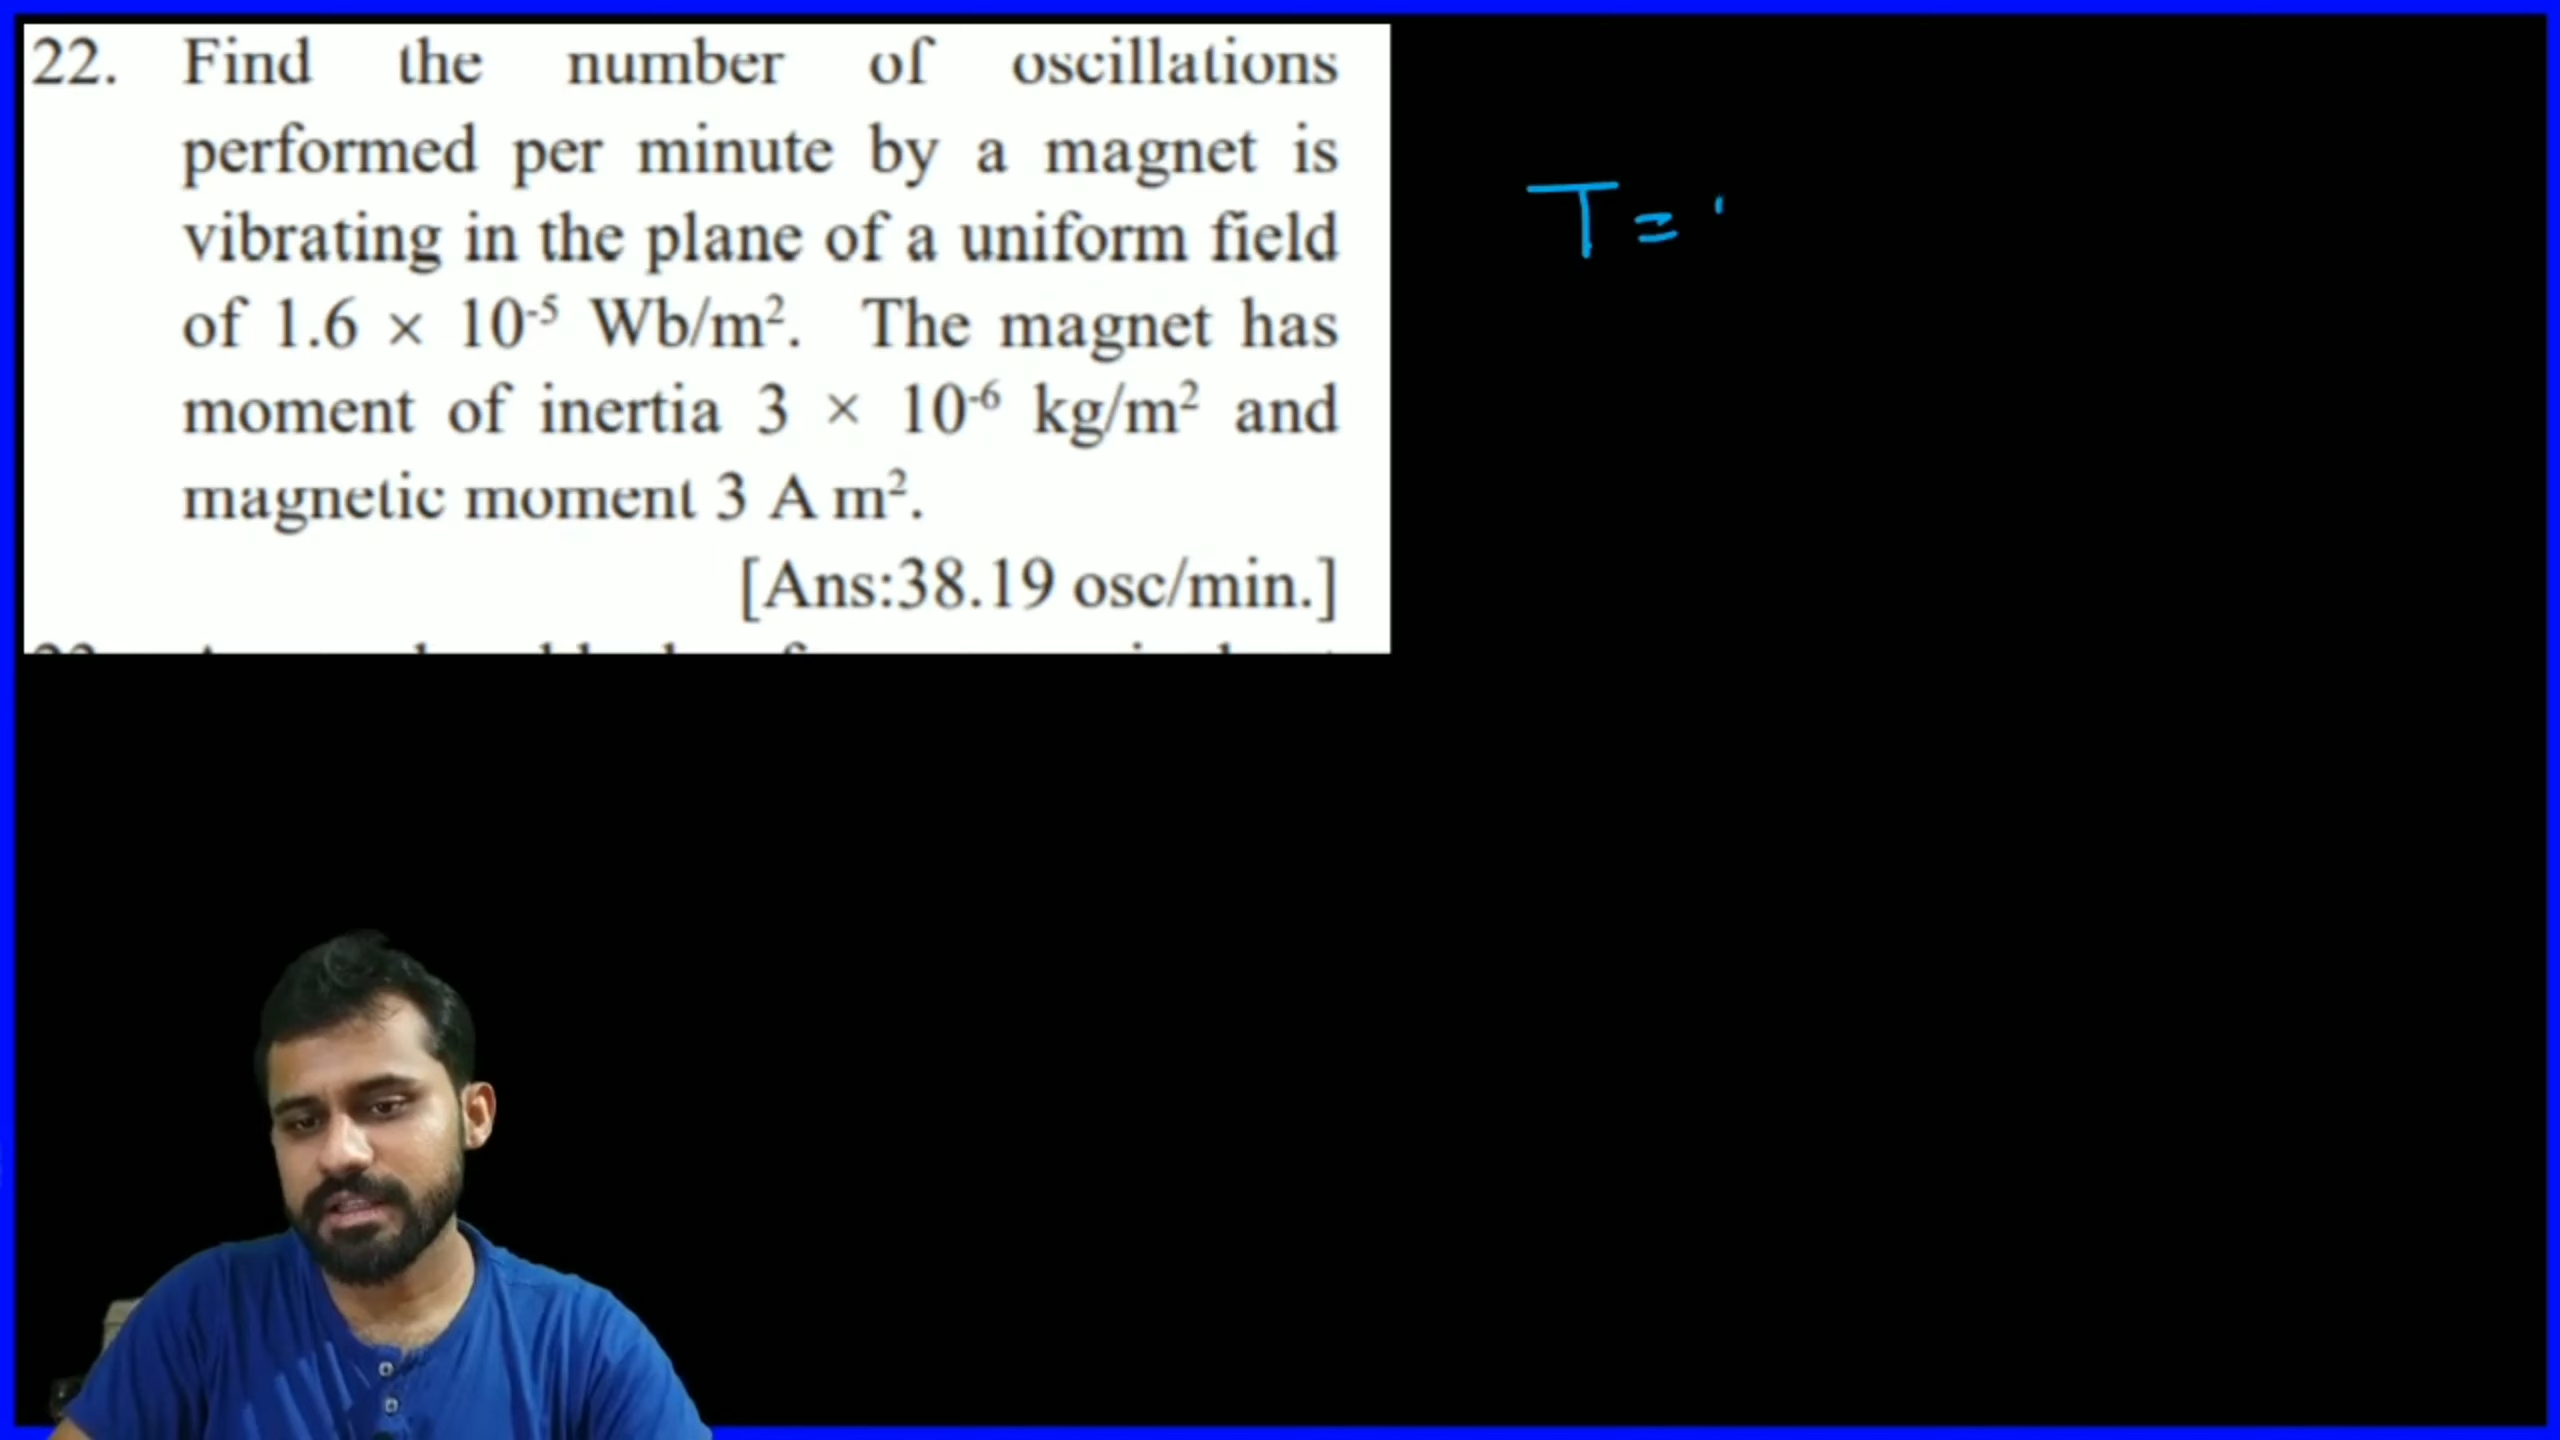 22. Find the number of oscillations
performed per minute by a magnet is
vibrating in the plane of a uniform field
of 1.6 × 10⁻⁵ Wb/m². The magnet has
moment of inertia 3 × 10⁻⁶ kg/m² and
magnetic moment 3 A m².
[Ans:38.19 osc/min.]
T =